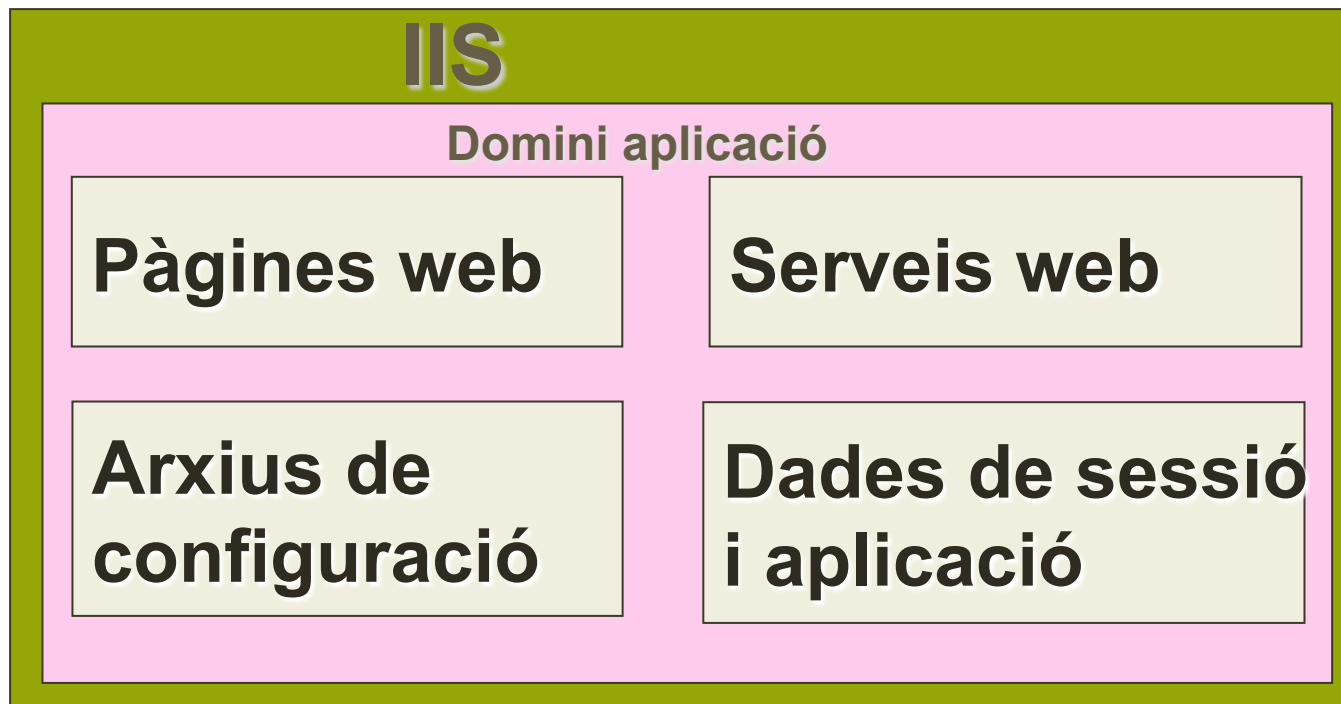 IIS
Domini aplicació
Pàgines web
Serveis web
Arxius de
configuració
Dades de sessió
i aplicació